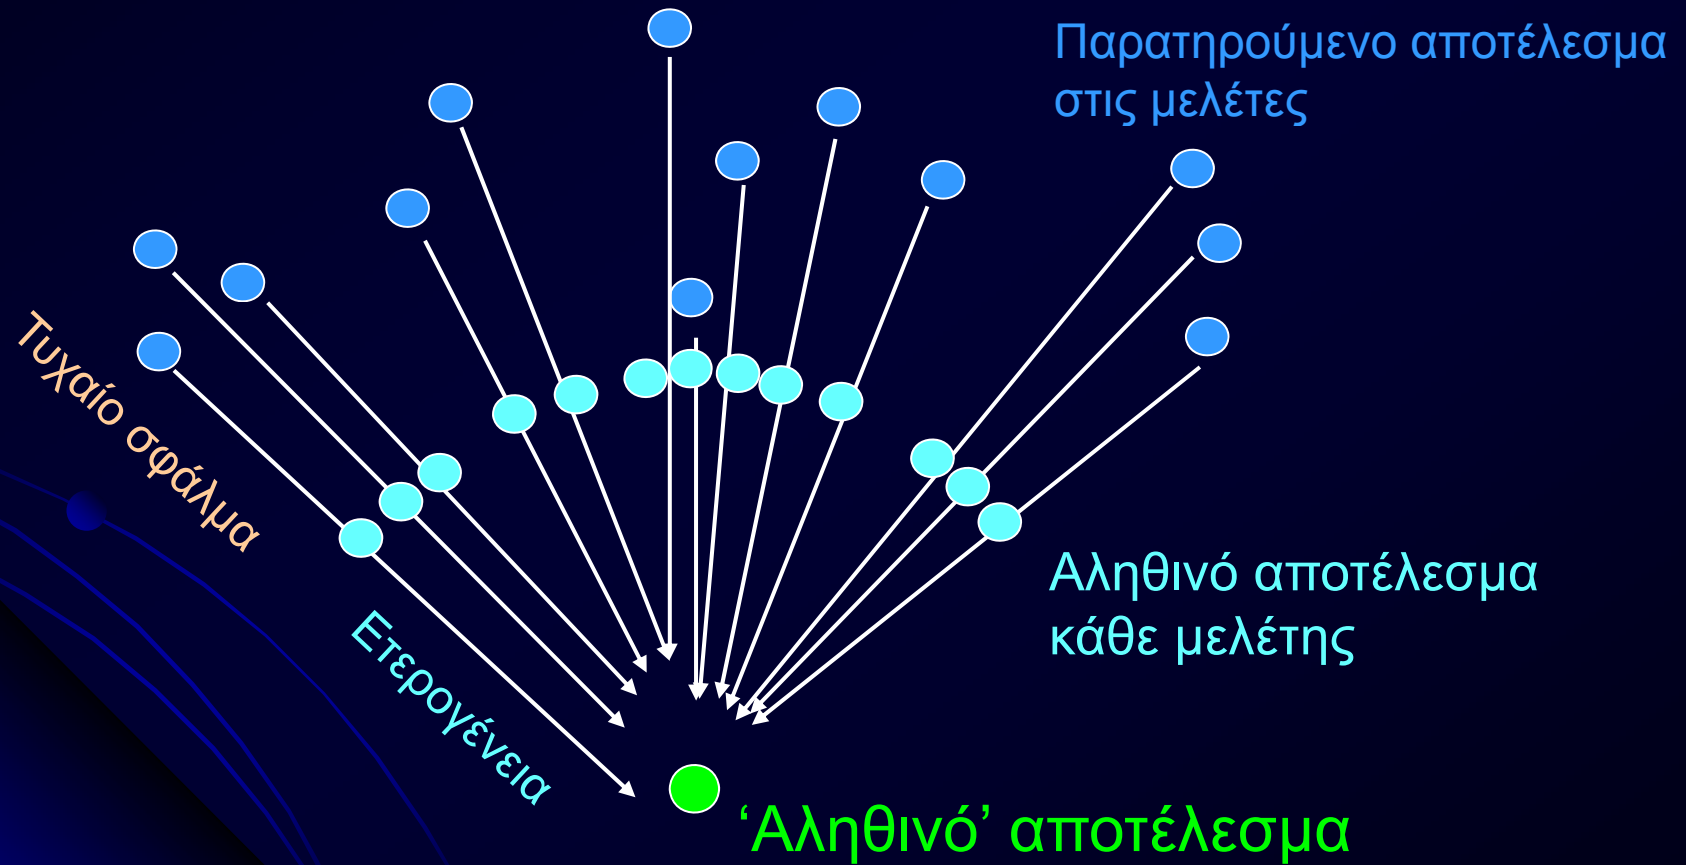 Παρατηρούμενο αποτέλεσμα
στις μελέτες
Τυχαίο σφάλμα
Ετερογένεια
Αληθινό αποτέλεσμα
κάθε μελέτης
‘Αληθινό’ αποτέλεσμα